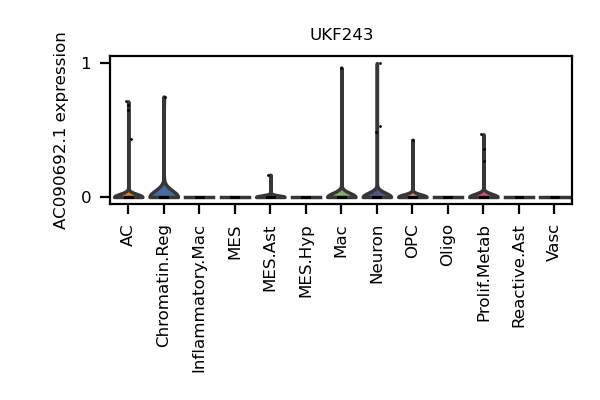 UKF243
AC090692.1 expression
1
0
AC
Chromatin.Reg
Inflammatory.Mac
MES
MES.Ast
MES.Hyp
Mac
Neuron
OPC
Oligo
Prolif.Metab
Reactive.Ast
Vasc